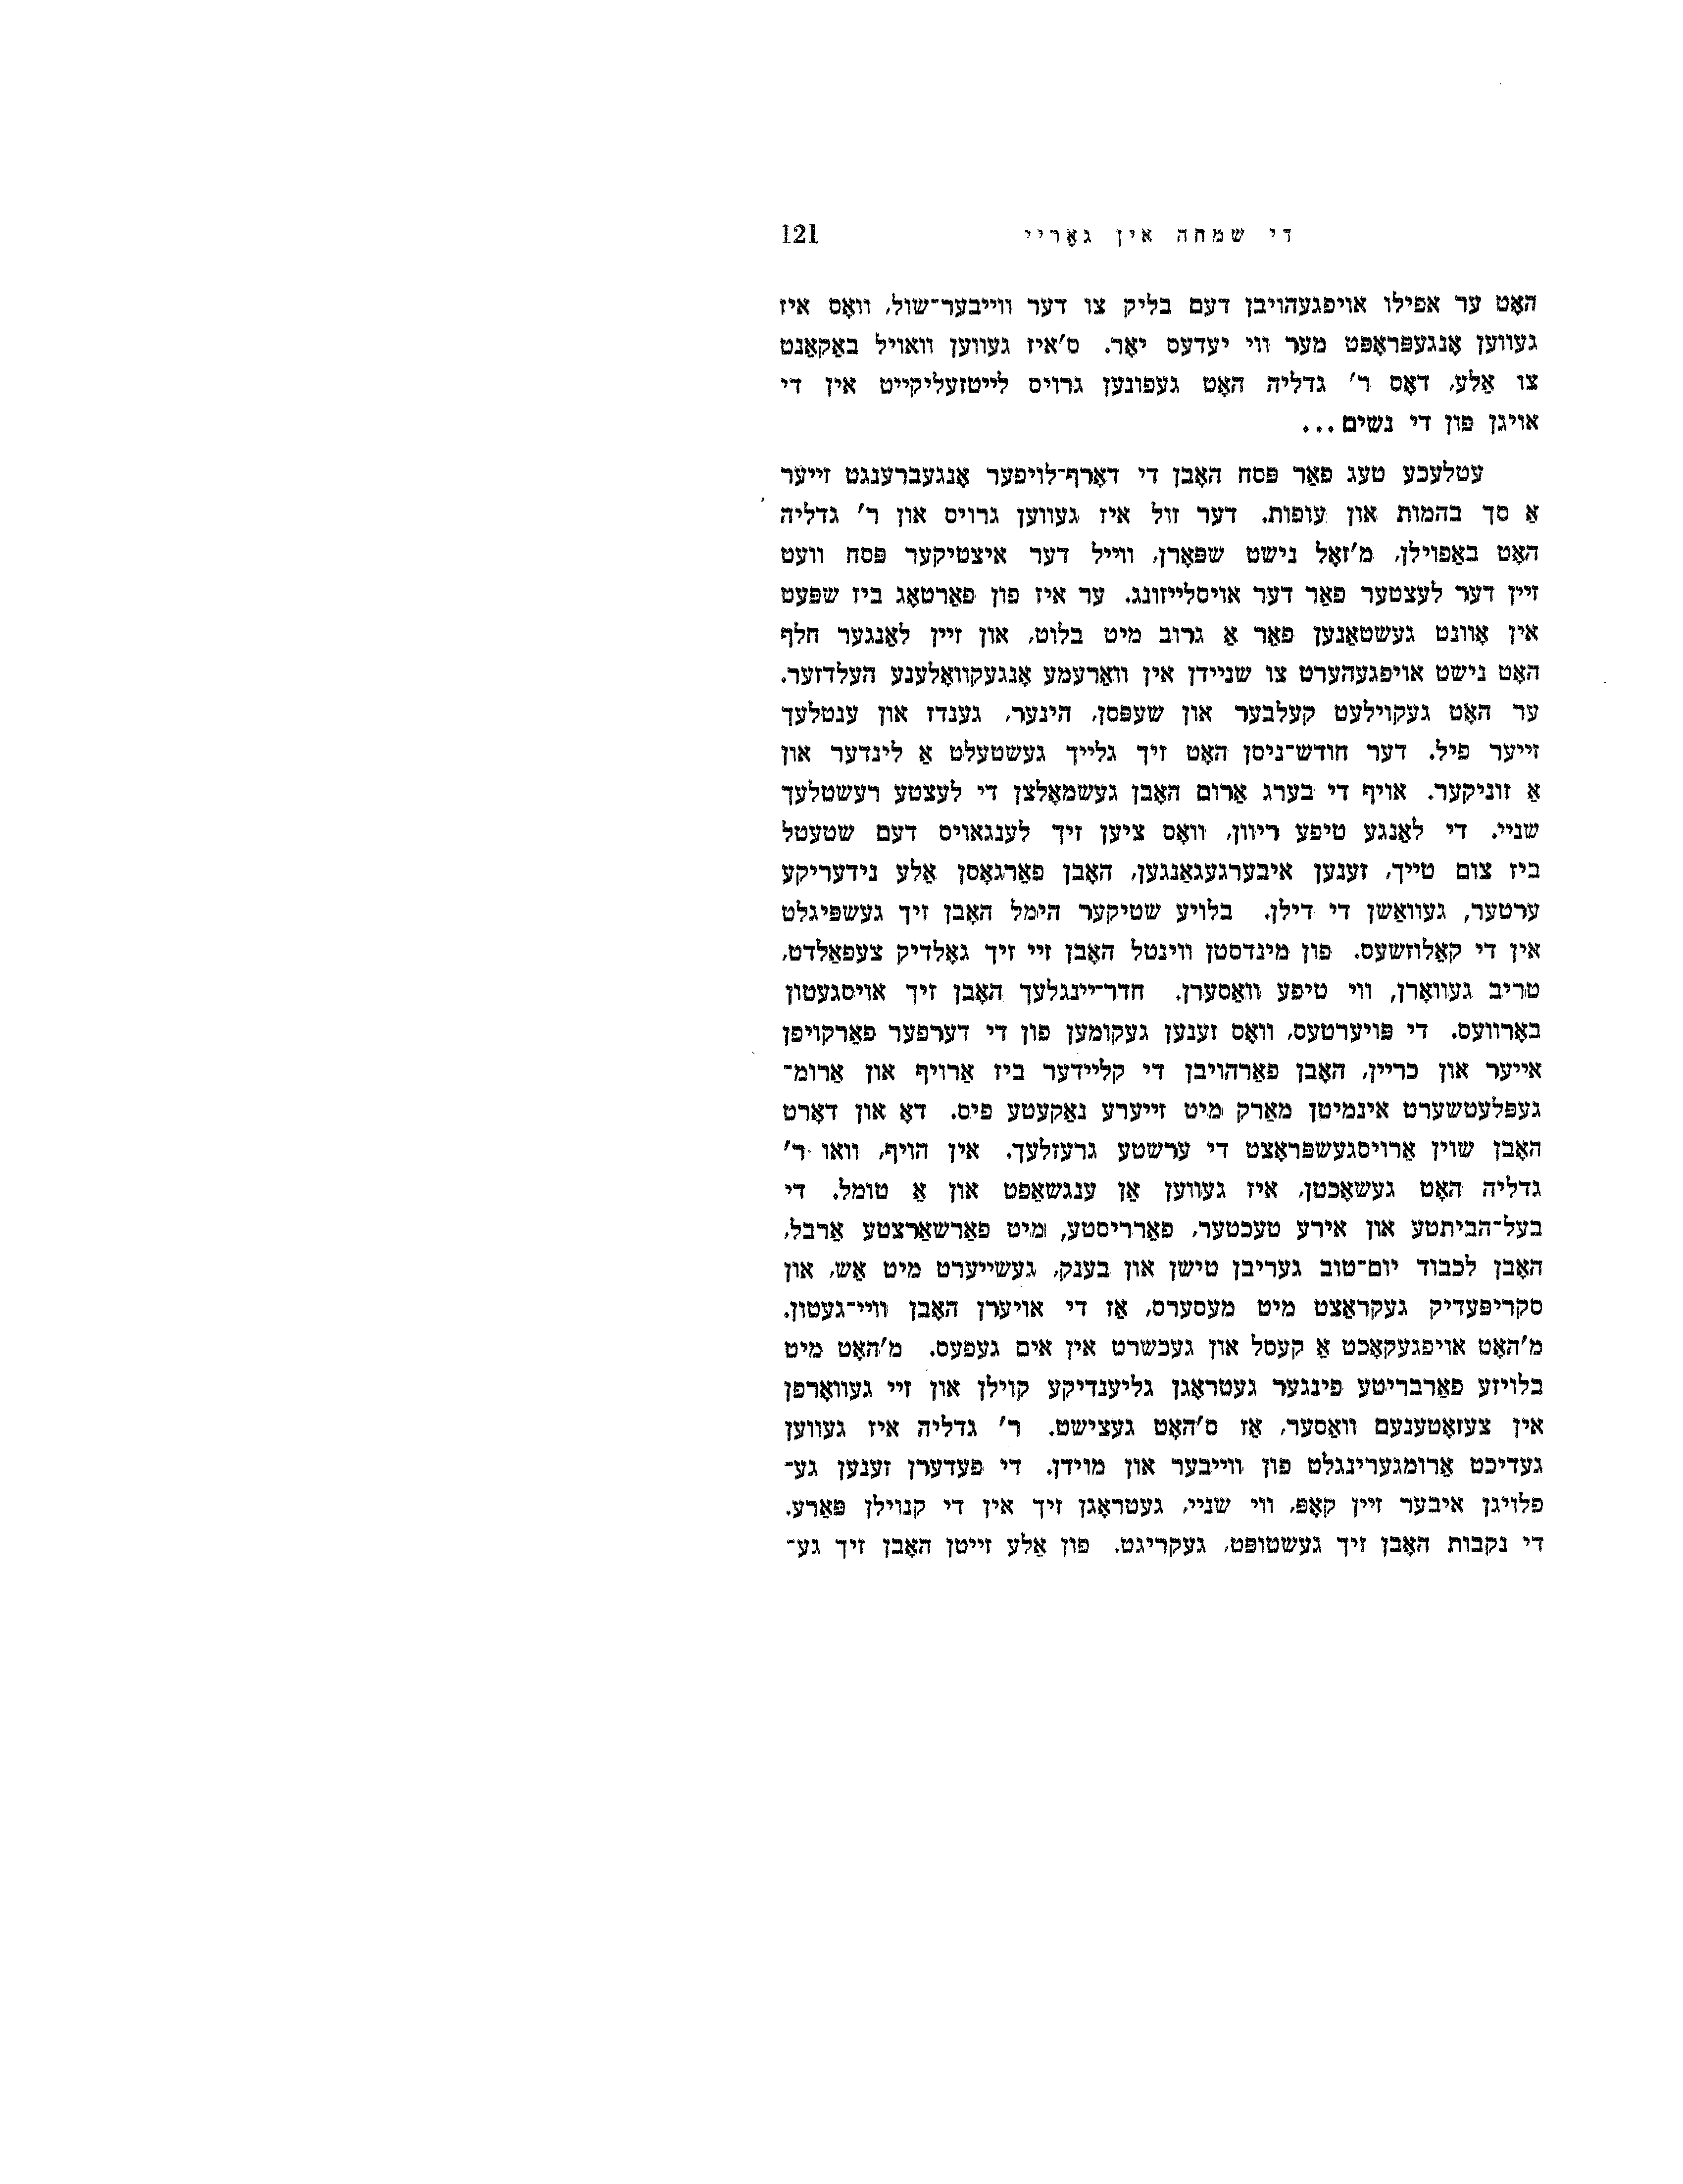 די שמחה אין גאָריי 121
האָט ער אפילו אויפגעהויבן דעם בליק צו דער ווייבער־שול, וואָס איז
געווען אָנגעפּראָפּט מער ווי יעדעס יאָר. ס'איז געווען וואויל באַקאַנט
צו אַלע, דאָס ר' גדליה האָט געפונען גרויס לייטזעליקייט אין די
אויגן פון די נשים...
עטלעכע טעג פאַר פּסח האָבן די דאָרף־לויפער אָנגעברענגט זייער
אַ סך בהמות און עופות. דער זול איז געווען גרויס און ר' גדליה
האָט באַפוילן, מ'זאָל נישט שפּאָרן, ווייל דער איצטיקער פּסח וועט
זיין דער לעצטער פאַר דער אויסלייזונג. ער איז פון פאַרטאָג ביז שפּעט
אין אָוונט געשטאַנען פאַר אַ גרוב מיט בלוט, און זיין לאַנגער חלף
האָט נישט אויפגעהערט צו שניידן אין וואַרעמע אָנגעקוואָלענע העלדזער.
ער האָט געקוילעט קעלבער און שעפּסן, הינער, גענדז און ענטלעך
זייער פיל. דער חודש־ניסן האָט זיך גלייך געשטעלט אַ לינדער און
אַ זוניקער. אויף די בערג אַרום האָבן געשמאָלצן די לעצטע רעשטלעך
שניי. די לאַנגע טיפע ריוון, וואָס ציען זיך לענגאויס דעם שטעטל
ביז צום טייך, זענען איבערגעגאַנגען, האָבן פאַרגאָסן אַלע נידעריקע
ערטער, געוואַשן די דילן. בלויע שטיקער הימל האָבן זיך געשפּיגלט
אין די קאַלוזשעס. פון מינדסטן ווינטל האָבן זיי זיך גאָלדיק צעפאַלדט,
טריב געוואָרן, ווי טיפע וואַסערן. חדר־יינגלעך האָבן זיך אויסגעטון
באָרוועס. די פּויערטעס, וואָס זענען געקומען פון די דערפער פאַרקויפן
אייער און כריין, האָבן פאַרהויבן די קליידער ביז אַרויף און אַרומ־
געפּלעטשערט אינמיטן מאַרק מיט זייערע נאַקעטע פיס. דאָ און דאָרט
האָבן שוין אַרויסגעשפּראָצט די ערשטע גרעזלעך. אין הויף, וואו ר'
גדליה האָט געשאָכטן, איז געווען אַן ענגשאַפט און אַ טומל. די
בעל־הביתטע און אירע טעכטער, פאַרריסטע, מיט פאַרשאַרצטע אַרבל,
האָבן לכבוד יום־טוב געריבן טישן און בענק, געשייערט מיט אַש, און
סקריפּעדיק געקראַצט מיט מעסערס, אַז די אויערן האָבן וויי־געטון.
מ'האָט אויפגעקאָכט אַ קעסל און געכשרט אין אים געפעס. מ'האָט מיט
בלויזע פאַרבריטע פינגער געטראָגן גליענדיקע קוילן און זיי געוואָרפן
אין צעזאָטענעם וואַסער, אַז ס'האָט געצישט. ר' גדליה איז געווען
געדיכט אַרומגערינגלט פון ווייבער און מוידן. די פעדערן זענען גע־
פלויגן איבער זיין קאָפּ, ווי שניי, געטראָגן זיך אין די קנוילן פּאַרע.
די נקבות האָבן זיך געשטופּט, געקריגט. פון אַלע זייטן האָבן זיך גע־